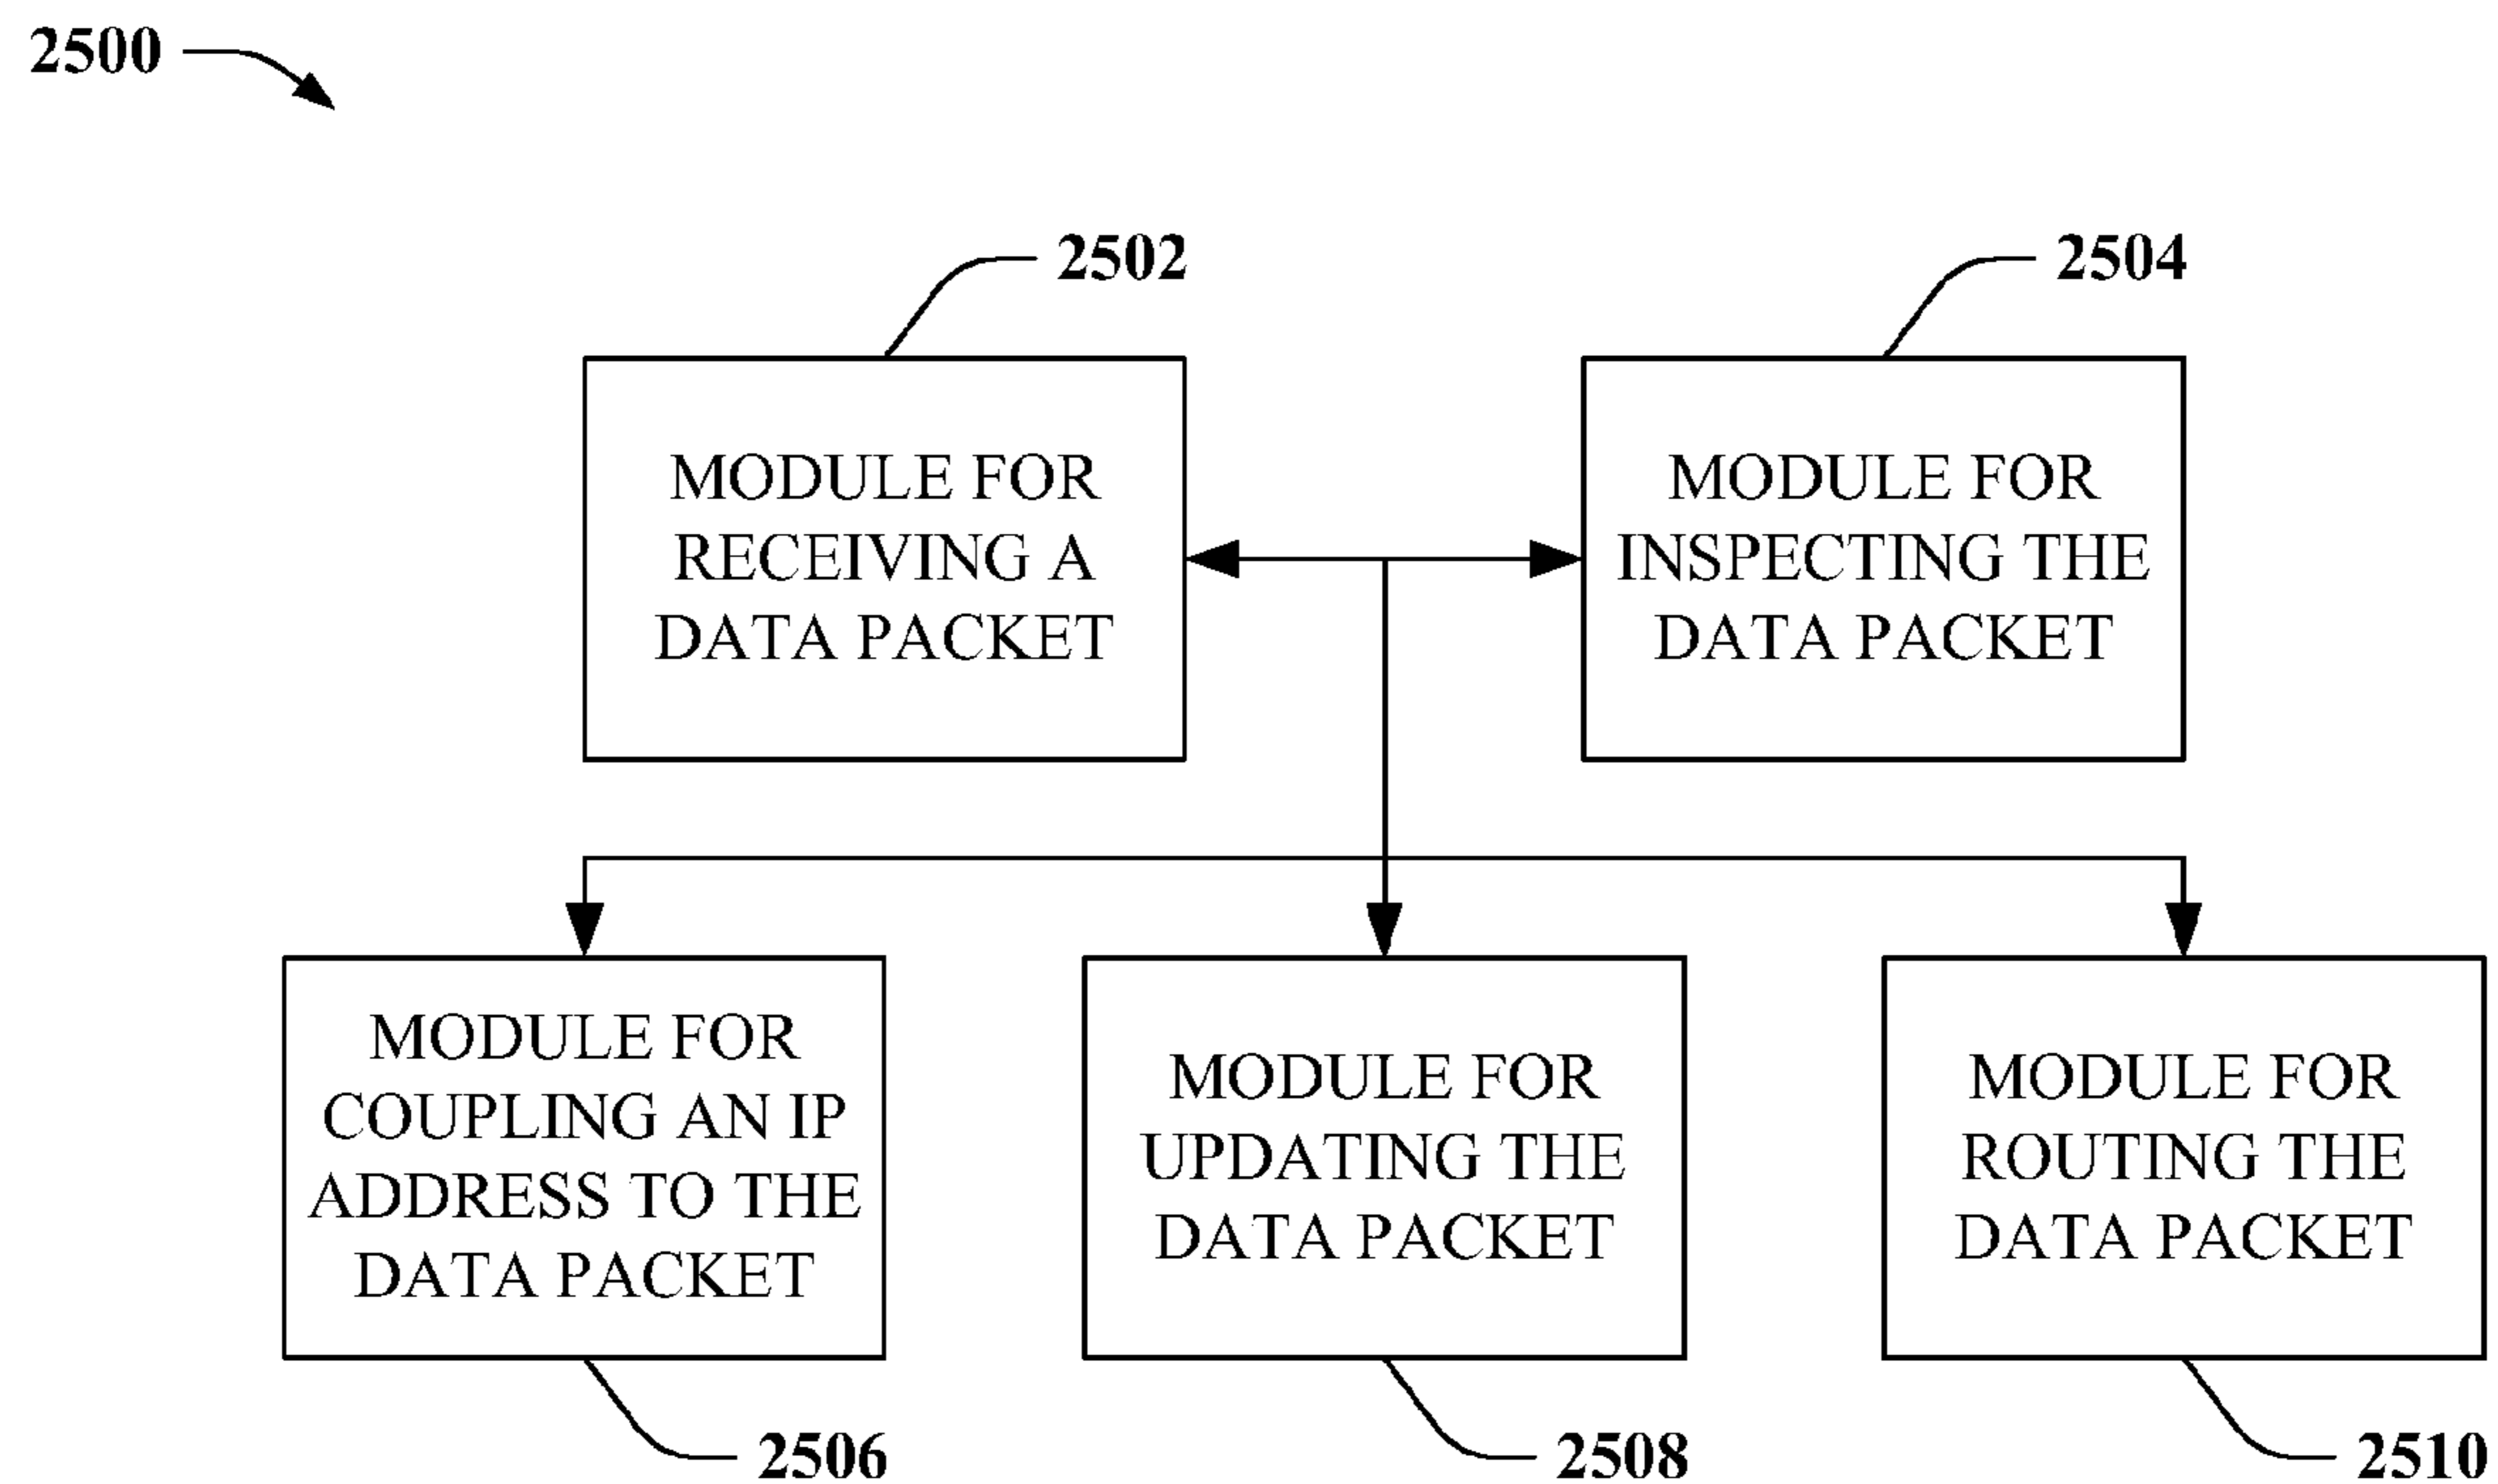 2500
2502
2504
MODULE FOR
RECEIVING A
DATA PACKET
MODULE FOR
INSPECTING THE
DATA PACKET
MODULE FOR
COUPLING AN IP
ADDRESS TO THE
DATA PACKET
MODULE FOR
UPDATING THE
DATA PACKET
MODULE FOR
ROUTING THE
DATA PACKET
2506
2508
2510